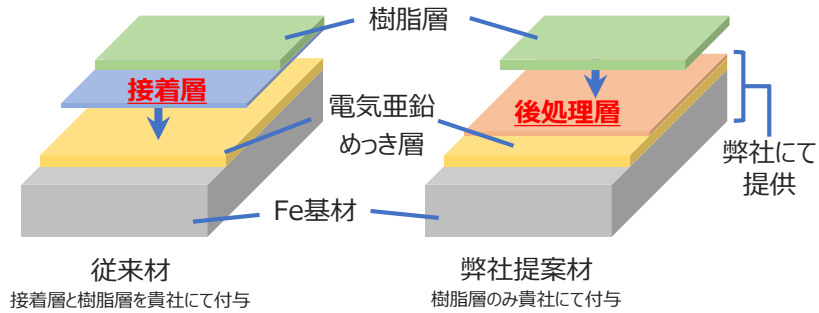 樹脂層
接着層
後処理層
電気亜鉛
めっき層
弊社にて
提供
Fe基材
従来材
接着層と樹脂層を貴社にて付与
弊社提案材
樹脂層のみ貴社にて付与